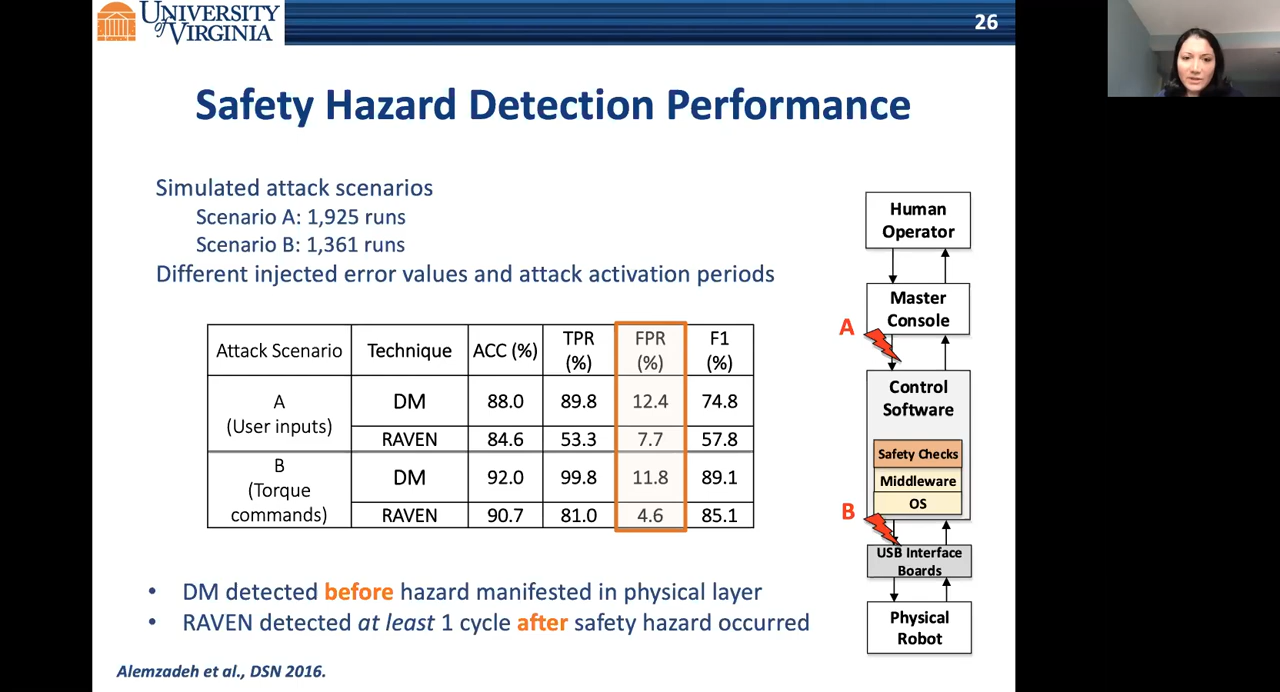 UNIVERSITY
of VIRGINIA
26
Safety Hazard Detection Performance
Simulated attack scenarios
Scenario A: 1,925 runs
Scenario B: 1,361 runs
Different injected error values and attack activation periods
Attack Scenario Technique ACC (%) TPR (%) FPR (%) F1 (%)
A (User inputs) DM 88.0 89.8 12.4 74.8
RAVEN 84.6 53.3 7.7 57.8
B (Torque commands) DM 92.0 99.8 11.8 89.1
RAVEN 90.7 81.0 4.6 85.1
• DM detected before hazard manifested in physical layer
• RAVEN detected at least 1 cycle after safety hazard occurred
Alemzadeh et al., DSN 2016.
Human
Operator
Master
Console
A
Control
Software
Safety Checks
Middleware
OS
B
USB Interface
Boards
Physical
Robot